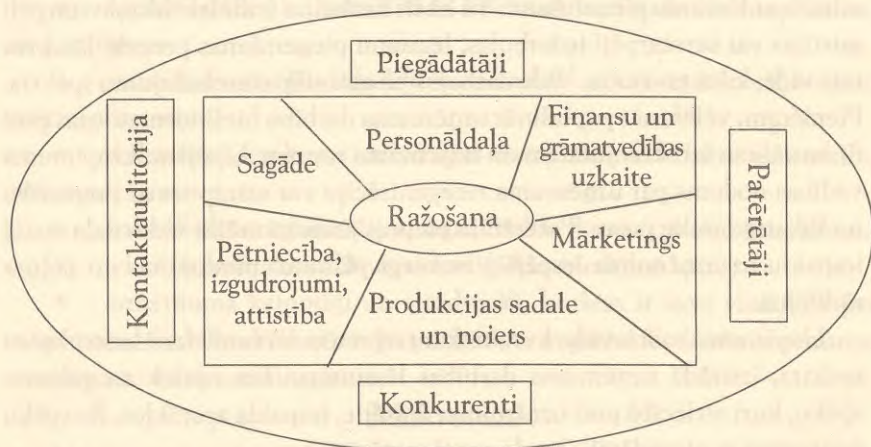 Piegādātāji
Kontaktauditorija
Sagāde
Personāldaļa
Finansu un
grāmatvedības
uzkaite
Patērētāji
Ražošana
Pētniecība,
izgudrojumi,
attīstība
Mārketings
Produkcijas sadale
un noiets
Konkurenti